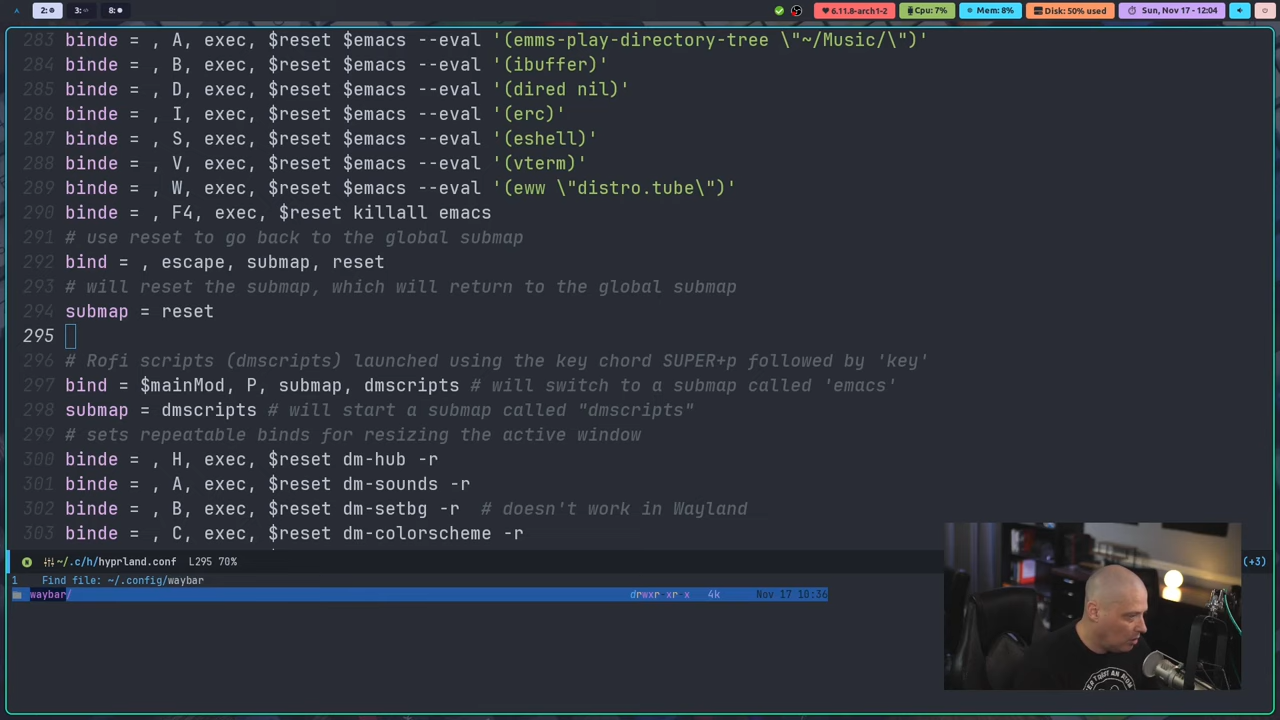 2: 3: 8: 6.11.8-arch1-2 Cpu: 7% Mem: 8% Disk: 50% used Sun, Nov 17 - 12:04
283 binde = , A, exec, $reset $emacs --eval '(emms-play-directory-tree \"~/Music/\")'
284 binde = , B, exec, $reset $emacs --eval '(ibuffer)'
285 binde = , D, exec, $reset $emacs --eval '(dired nil)'
286 binde = , I, exec, $reset $emacs --eval '(erc)'
287 binde = , S, exec, $reset $emacs --eval '(eshell)'
288 binde = , V, exec, $reset $emacs --eval '(vterm)'
289 binde = , W, exec, $reset $emacs --eval '(eww \"distro.tube\")'
290 binde = , F4, exec, $reset killall emacs
291 # use reset to go back to the global submap
292 bind = , escape, submap, reset
293 # will reset the submap, which will return to the global submap
294 submap = reset
295
296 # Rofi scripts (dmscripts) launched using the key chord SUPER+p followed by 'key'
297 bind = $mainMod, P, submap, dmscripts # will switch to a submap called 'emacs'
298 submap = dmscripts # will start a submap called "dmscripts"
299 # sets repeatable binds for resizing the active window
300 binde = , H, exec, $reset dm-hub -r
301 binde = , A, exec, $reset dm-sounds -r
302 binde = , B, exec, $reset dm-setbg -r # doesn't work in Wayland
303 binde = , C, exec, $reset dm-colorscheme -r
~/.c/h/hyprland.conf L295 70% (+3)
1 Find file: ~/.config/waybar
waybar/ drwxr-xr-x 4k Nov 17 10:36